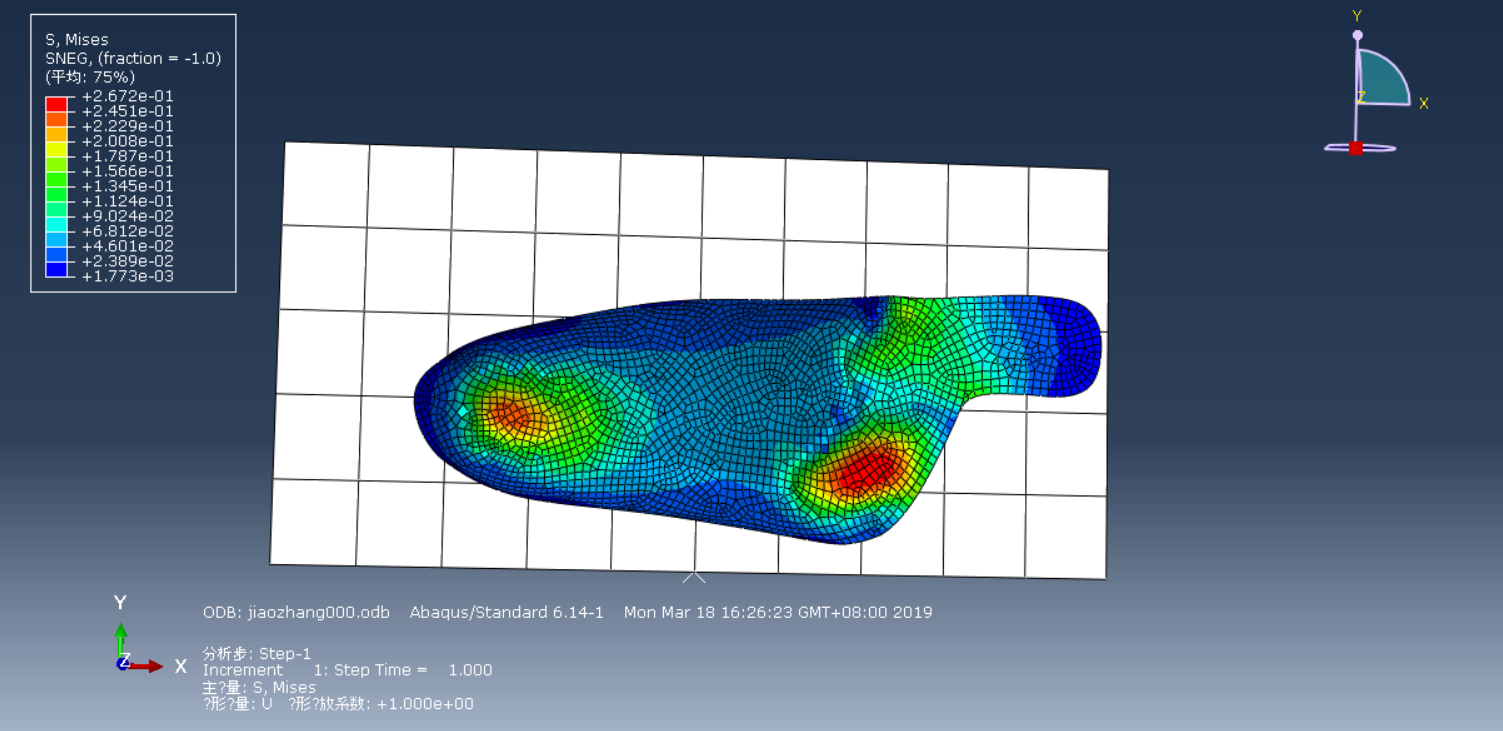 S, Mises
SNEG, (fraction = -1.0)
(平均: 75%)
+2.672e-01
+2.451e-01
+2.229e-01
+2.008e-01
+1.787e-01
+1.566e-01
+1.345e-01
+1.124e-01
+9.024e-02
+6.812e-02
+4.601e-02
+2.389e-02
+1.773e-03
Y
Z
X
Y
Z
X
ODB: jiaozhang000.odb Abaqus/Standard 6.14-1 Mon Mar 18 16:26:23 GMT+08:00 2019
分析步: Step-1
Increment 1: Step Time = 1.000
主?量: S, Mises
?形?量: U ?形?放系数: +1.000e+00